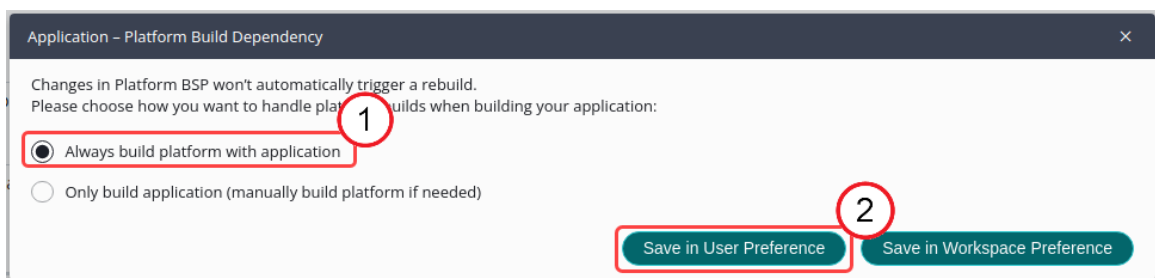 Application – Platform Build Dependency
Changes in Platform BSP won't automatically trigger a rebuild.
Please choose how you want to handle builds when building your application:
1
Always build platform with application
Only build application (manually build platform if needed)
2
Save in User Preference
Save in Workspace Preference